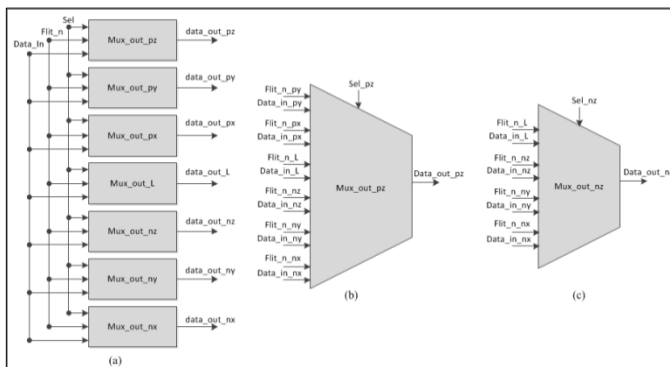 Sel
Flit_n
Data_In
Mux_out_pz
data_out_pz
Mux_out_py
data_out_py
Mux_out_px
data_out_px
Mux_out_L
data_out_L
Mux_out_nz
data_out_nz
Mux_out_ny
data_out_ny
Mux_out_nx
data_out_nx
(a)
Sel_pz
Flit_n_py
Data_in_py
Flit_n_px
Data_in_px
Flit_n_L
Data_in_L
Flit_n_nz
Data_in_nz
Flit_n_ny
Data_in_ny
Flit_n_nx
Data_in_nx
Mux_out_pz
Data_out_pz
(b)
Sel_nz
Flit_n_L
Data_in_L
Flit_n_nz
Data_in_nz
Flit_n_ny
Data_in_ny
Flit_n_nx
Data_in_nx
Mux_out_nz
(c)